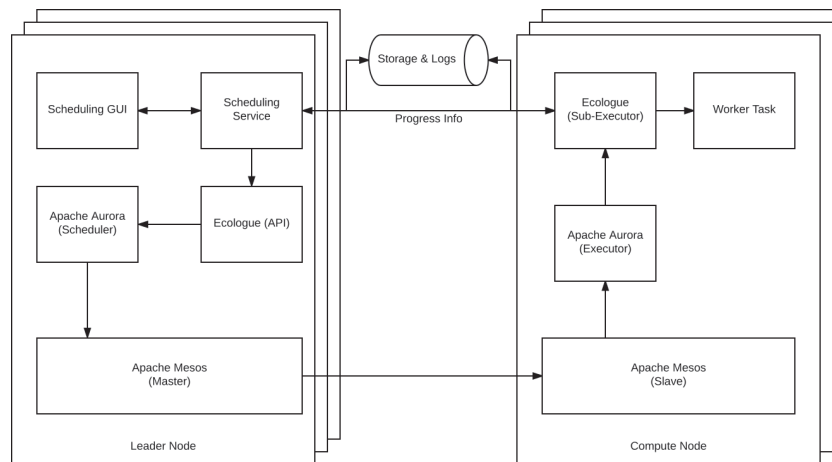 Storage & Logs
Scheduling GUI
Scheduling
Service
Progress Info
Ecologue
(Sub-Executor)
Worker Task
Apache Aurora
(Scheduler)
Ecologue (API)
Apache Aurora
(Executor)
Apache Mesos
(Master)
Apache Mesos
(Slave)
Leader Node
Compute Node